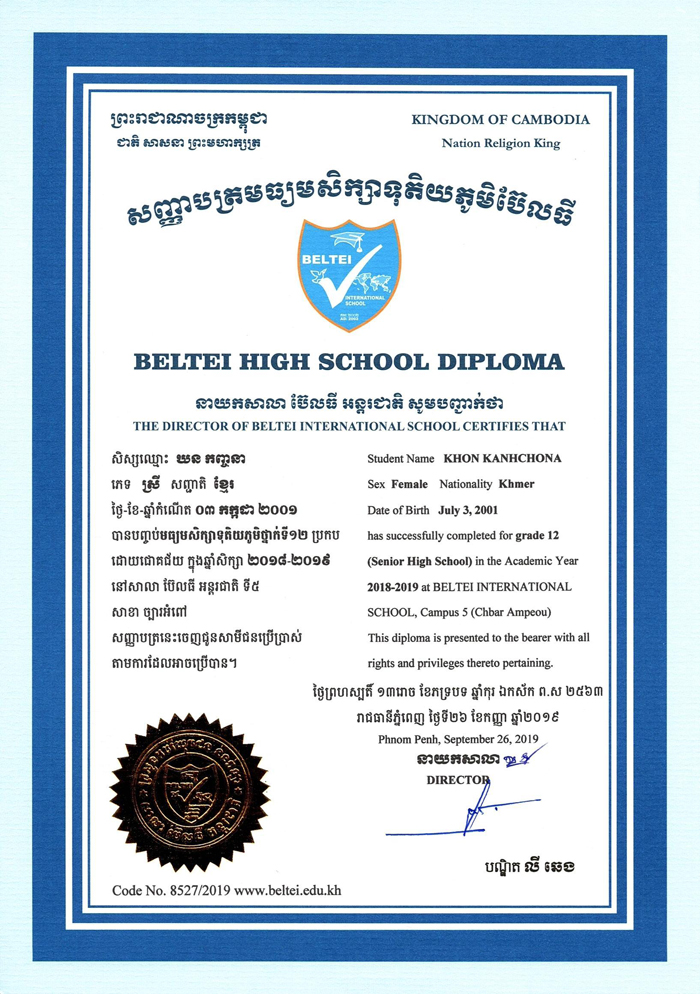 ព្រះរាជាណាចក្រកម្ពុជា
ជាតិ សាសនា ព្រះមហាក្សត្រ
KINGDOM OF CAMBODIA
Nation Religion King
សញ្ញាបត្រមធ្យមសិក្សាទុតិយភូមិប៊ែលធី
BELTEI
INTERNATIONAL
SCHOOL
BELTEI HIGH SCHOOL DIPLOMA
នាយកសាលា ប៊ែលធី អន្តរជាតិ សូមបញ្ជាក់ថា
THE DIRECTOR OF BELTEI INTERNATIONAL SCHOOL CERTIFIES THAT
សិស្សឈ្មោះ ឃន កញ្ចនា
ភេទ ស្រី សញ្ជាតិ ខ្មែរ
ថ្ងៃ-ខែ-ឆ្នាំកំណើត ០៣ កក្កដា ២០០១
បានបញ្ចប់មធ្យមសិក្សាទុតិយភូមិថ្នាក់ទី១២ ប្រកប
ដោយជោគជ័យ ក្នុងឆ្នាំសិក្សា ២០១៨-២០១៩
នៅសាលា ប៊ែលធី អន្តរជាតិ ទី៥
សាខា ច្បារអំពៅ
សញ្ញាបត្រនេះចេញជូនសាមីជនប្រើប្រាស់
តាមការដែលអាចប្រើបាន។
Student Name KHON KANHCHONA
Sex Female Nationality Khmer
Date of Birth July 3, 2001
has successfully completed for grade 12
(Senior High School) in the Academic Year
2018-2019 at BELTEI INTERNATIONAL
SCHOOL, Campus 5 (Chbar Ampeou)
This diploma is presented to the bearer with all
rights and privileges thereto pertaining.
ថ្ងៃព្រហស្បតិ៍ ១៣រោច ខែភទ្របទ ឆ្នាំកុរ ឯកស័ក ព.ស ២៥៦៣
រាជធានីភ្នំពេញ ថ្ងៃទី២៦ ខែកញ្ញា ឆ្នាំ២០១៩
Phnom Penh, September 26, 2019
នាយកសាលា
DIRECTOR
បណ្ឌិត លី ឆេង
Code No. 8527/2019 www.beltei.edu.kh